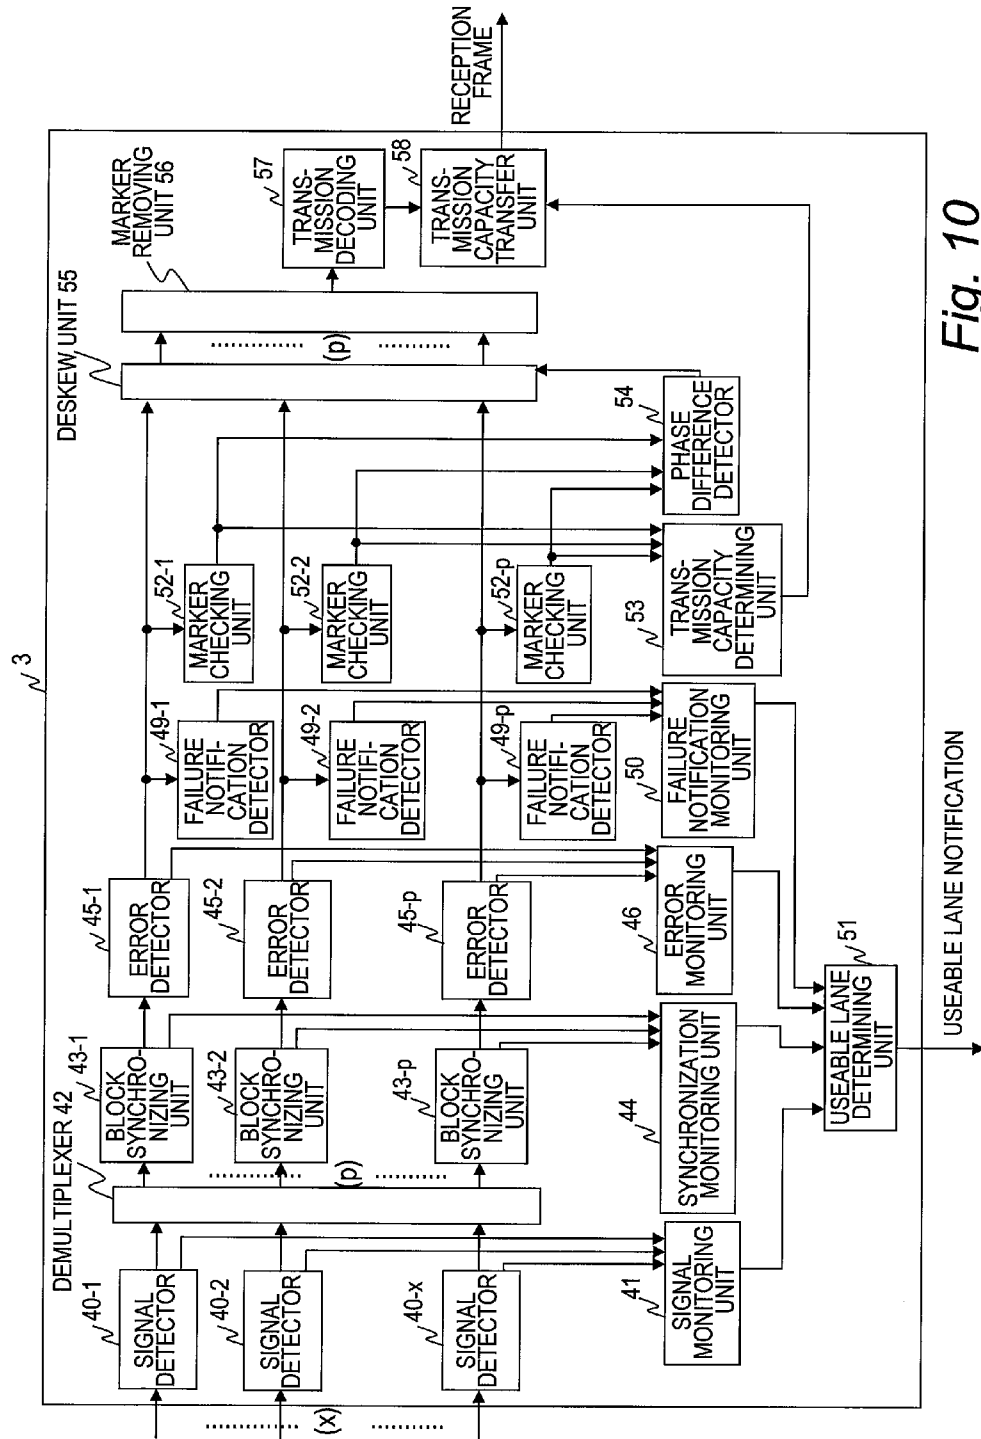 3
DEMULTIPLEXER 42
DESKEW UNIT 55
MARKER
REMOVING
UNIT 56
40-1
SIGNAL
DETECTOR
43-1
BLOCK
SYNCHRO-
NIZING
UNIT
45-1
ERROR
DETECTOR
49-1
FAILURE
NOTIFI-
CATION
DETECTOR
52-1
MARKER
CHECKING
UNIT
57
TRANS-
MISSION
DECODING
UNIT
40-2
SIGNAL
DETECTOR
43-2
BLOCK
SYNCHRO-
NIZING
UNIT
45-2
ERROR
DETECTOR
49-2
FAILURE
NOTIFI-
CATION
DETECTOR
52-2
MARKER
CHECKING
UNIT
58
TRANS-
MISSION
CAPACITY
TRANSFER
UNIT
RECEPTION
FRAME
(x)
(p)
(p)
40-x
SIGNAL
DETECTOR
43-p
BLOCK
SYNCHRO-
NIZING
UNIT
45-p
ERROR
DETECTOR
49-p
FAILURE
NOTIFI-
CATION
DETECTOR
52-p
MARKER
CHECKING
UNIT
41
SIGNAL
MONITORING
UNIT
44
SYNCHRONIZATION
MONITORING UNIT
46
ERROR
MONITORING
UNIT
50
FAILURE
NOTIFICATION
MONITORING
UNIT
53
TRANS-
MISSION
CAPACITY
DETERMINING
UNIT
54
PHASE
DIFFERENCE
DETECTOR
51
USEABLE LANE
DETERMINING
UNIT
USEABLE LANE NOTIFICATION
Fig. 10